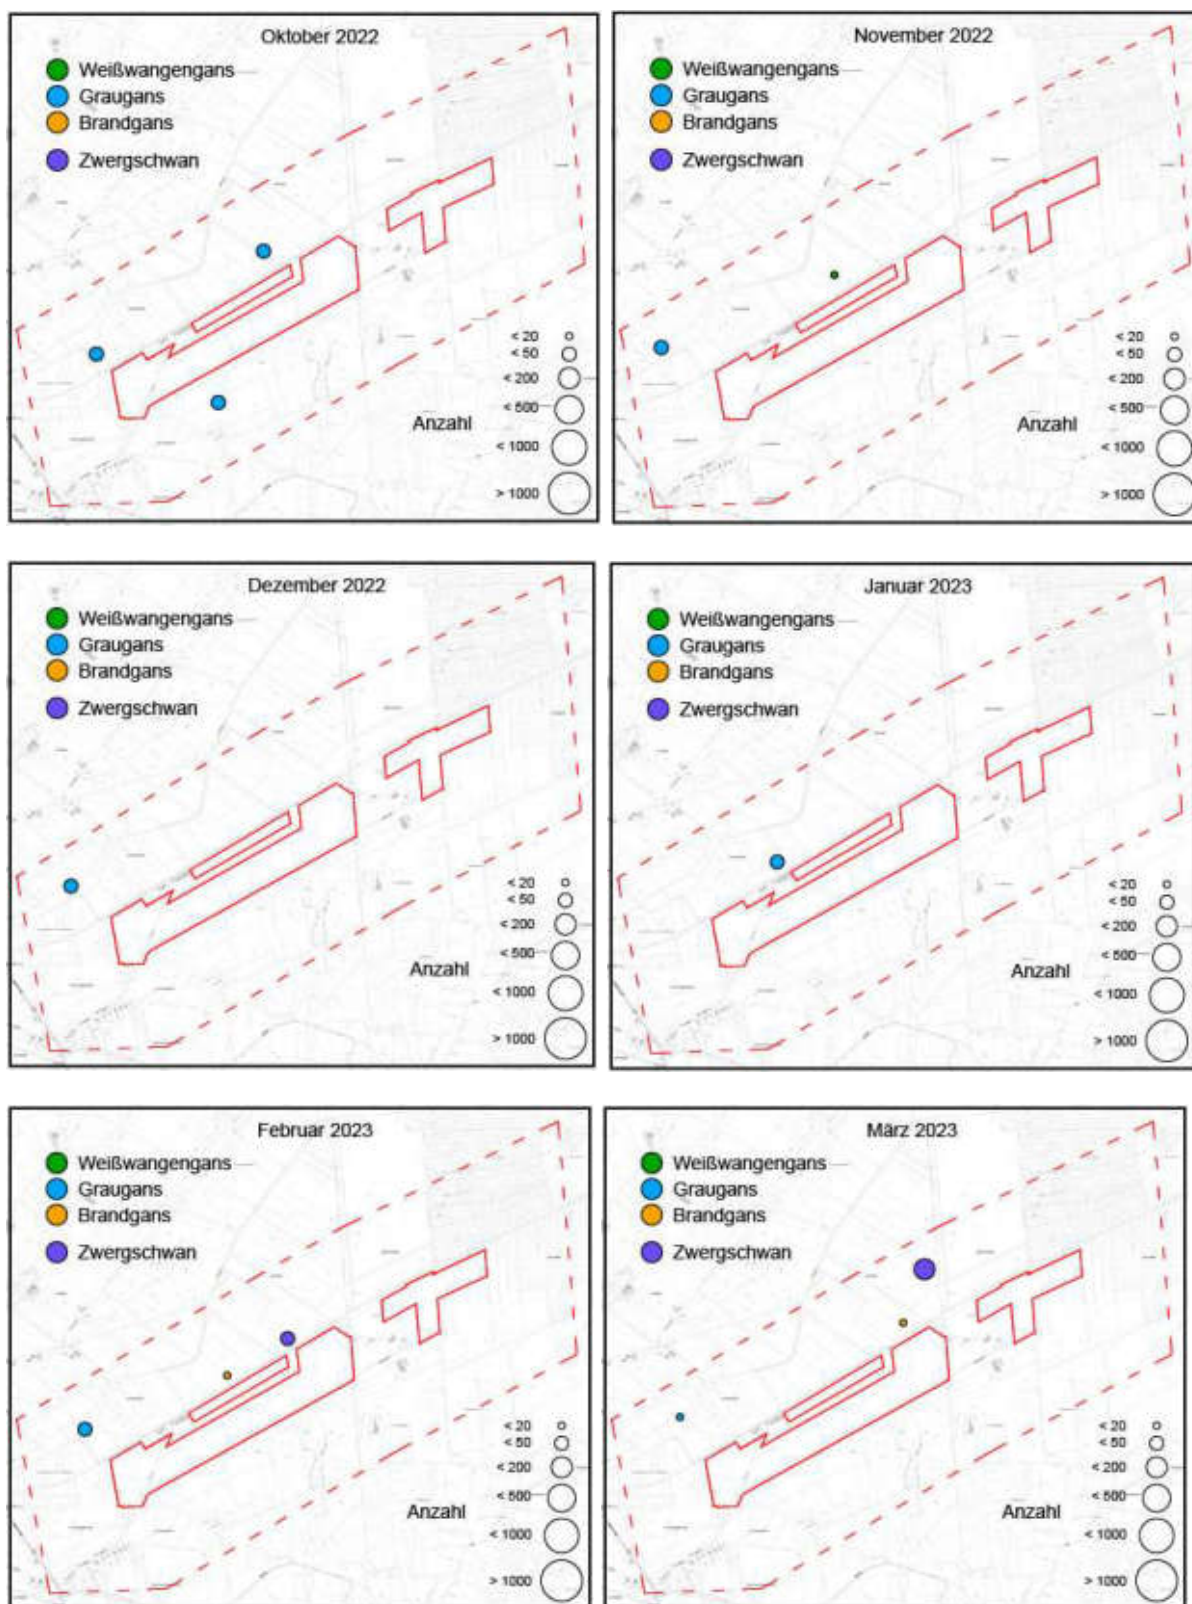 Oktober 2022
Weißwangengans
Graugans
Brandgans
Zwergschwan
< 20
< 50
< 200
< 500
Anzahl
< 1000
> 1000
November 2022
Weißwangengans
Graugans
Brandgans
Zwergschwan
< 20
< 50
< 200
< 500
Anzahl
< 1000
> 1000
Dezember 2022
Weißwangengans
Graugans
Brandgans
Zwergschwan
< 20
< 50
< 200
< 500
Anzahl
< 1000
> 1000
Januar 2023
Weißwangengans
Graugans
Brandgans
Zwergschwan
< 20
< 50
< 200
< 500
Anzahl
< 1000
> 1000
Februar 2023
Weißwangengans
Graugans
Brandgans
Zwergschwan
< 20
< 50
< 200
< 500
Anzahl
< 1000
> 1000
März 2023
Weißwangengans
Graugans
Brandgans
Zwergschwan
< 20
< 50
< 200
< 500
Anzahl
< 1000
> 1000